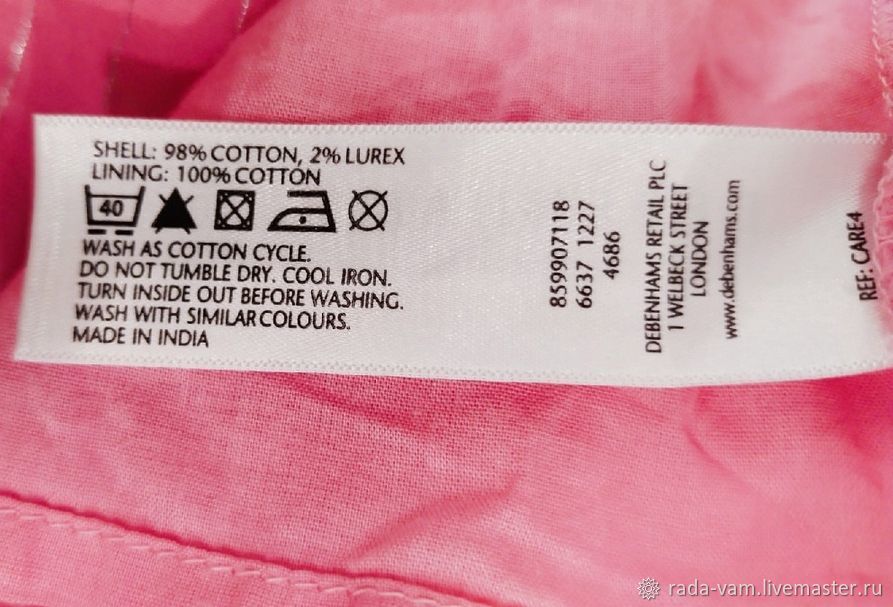 SHELL: 98% COTTON, 2% LUREX
LINING: 100% COTTON
40
WASH AS COTTON CYCLE.
DO NOT TUMBLE DRY. COOL IRON.
TURN INSIDE OUT BEFORE WASHING.
WASH WITH SIMILAR COLOURS.
MADE IN INDIA
859907118
6637 1227
4686
DEBENHAMS RETAIL PLC
1 WELBECK STREET
LONDON
www.debenhams.com
REF: CARE4
rada-vam.livemaster.ru